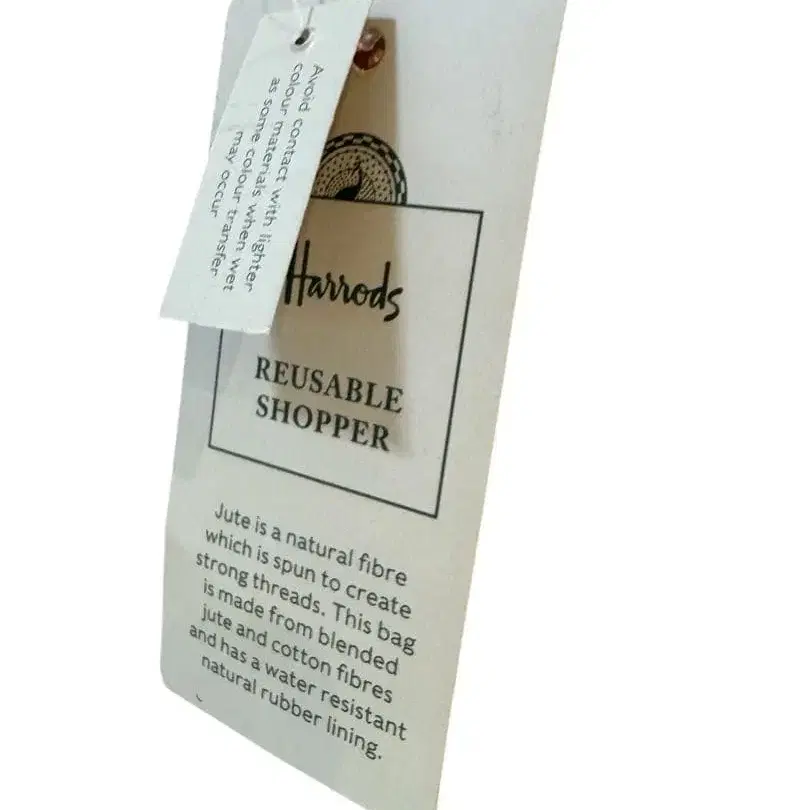 Avoid contact with lighter
colour materials when wet
as some colour transfer
may occur
Harrods
REUSABLE
SHOPPER
Jute is a natural fibre
which is spun to create
strong threads. This bag
is made from blended
jute and cotton fibres
and has a water resistant
natural rubber lining.